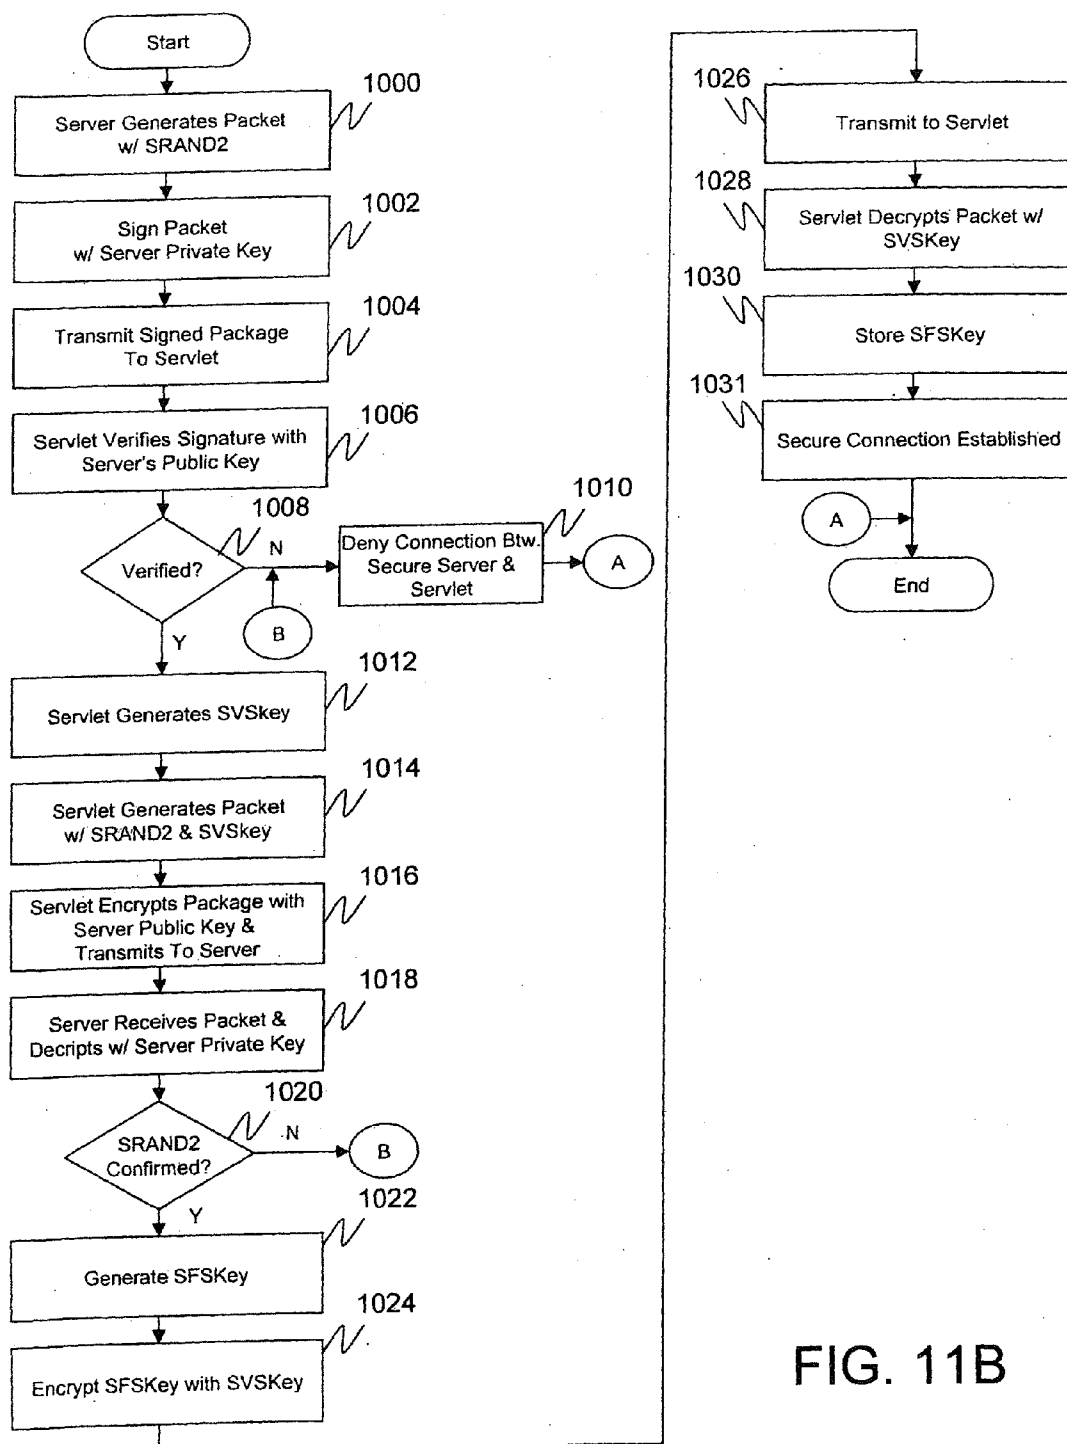 Start
1000
Server Generates Packet
w/ SRAND2
1002
Sign Packet
w/ Server Private Key
1004
Transmit Signed Package
To Servlet
1006
Servlet Verifies Signature with
Server's Public Key
1008
Verified?
N
Y
B
1010
Deny Connection Btw.
Secure Server &
Servlet
A
1012
Servlet Generates SVSkey
1014
Servlet Generates Packet
w/ SRAND2 & SVSkey
1016
Servlet Encrypts Package with
Server Public Key &
Transmits To Server
1018
Server Receives Packet &
Decripts w/ Server Private Key
1020
SRAND2
Confirmed?
N
B
Y
1022
Generate SFSKey
1024
Encrypt SFSKey with SVSKey
1026
Transmit to Servlet
1028
Servlet Decrypts Packet w/
SVSKey
1030
Store SFSKey
1031
Secure Connection Established
A
End
FIG. 11B